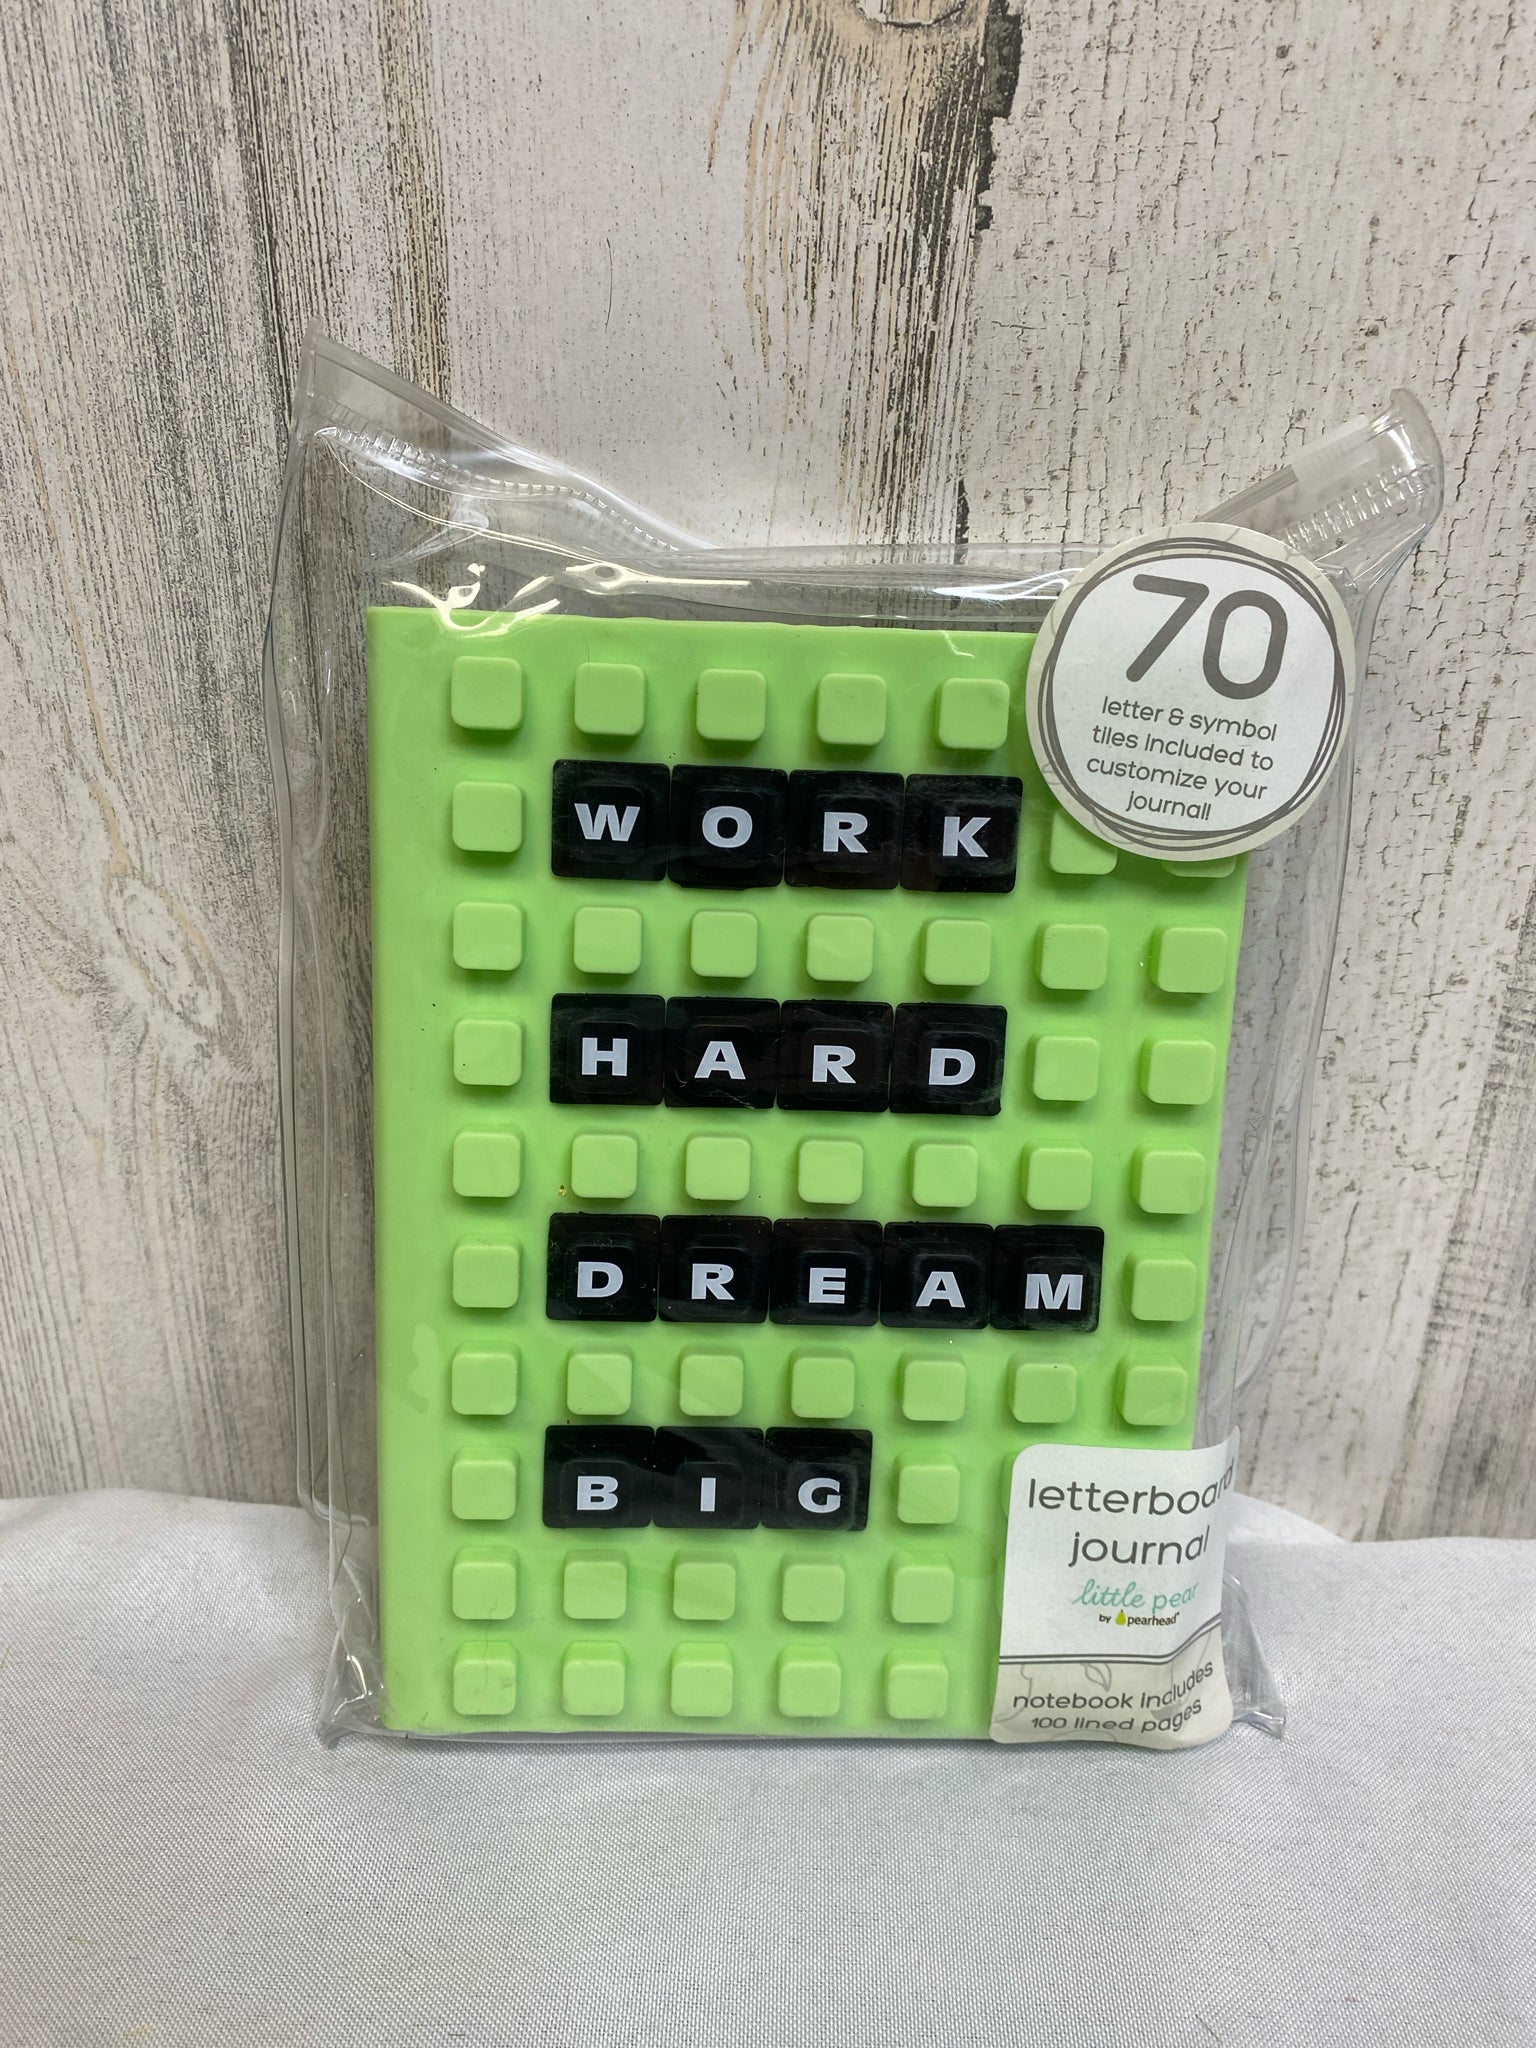 70
letter & symbol
tiles included to
customize your
journal!
WORK
HARD
DREAM
BIG
letterboard
journal
little pear
by pearhead®
notebook includes
100 lined pages